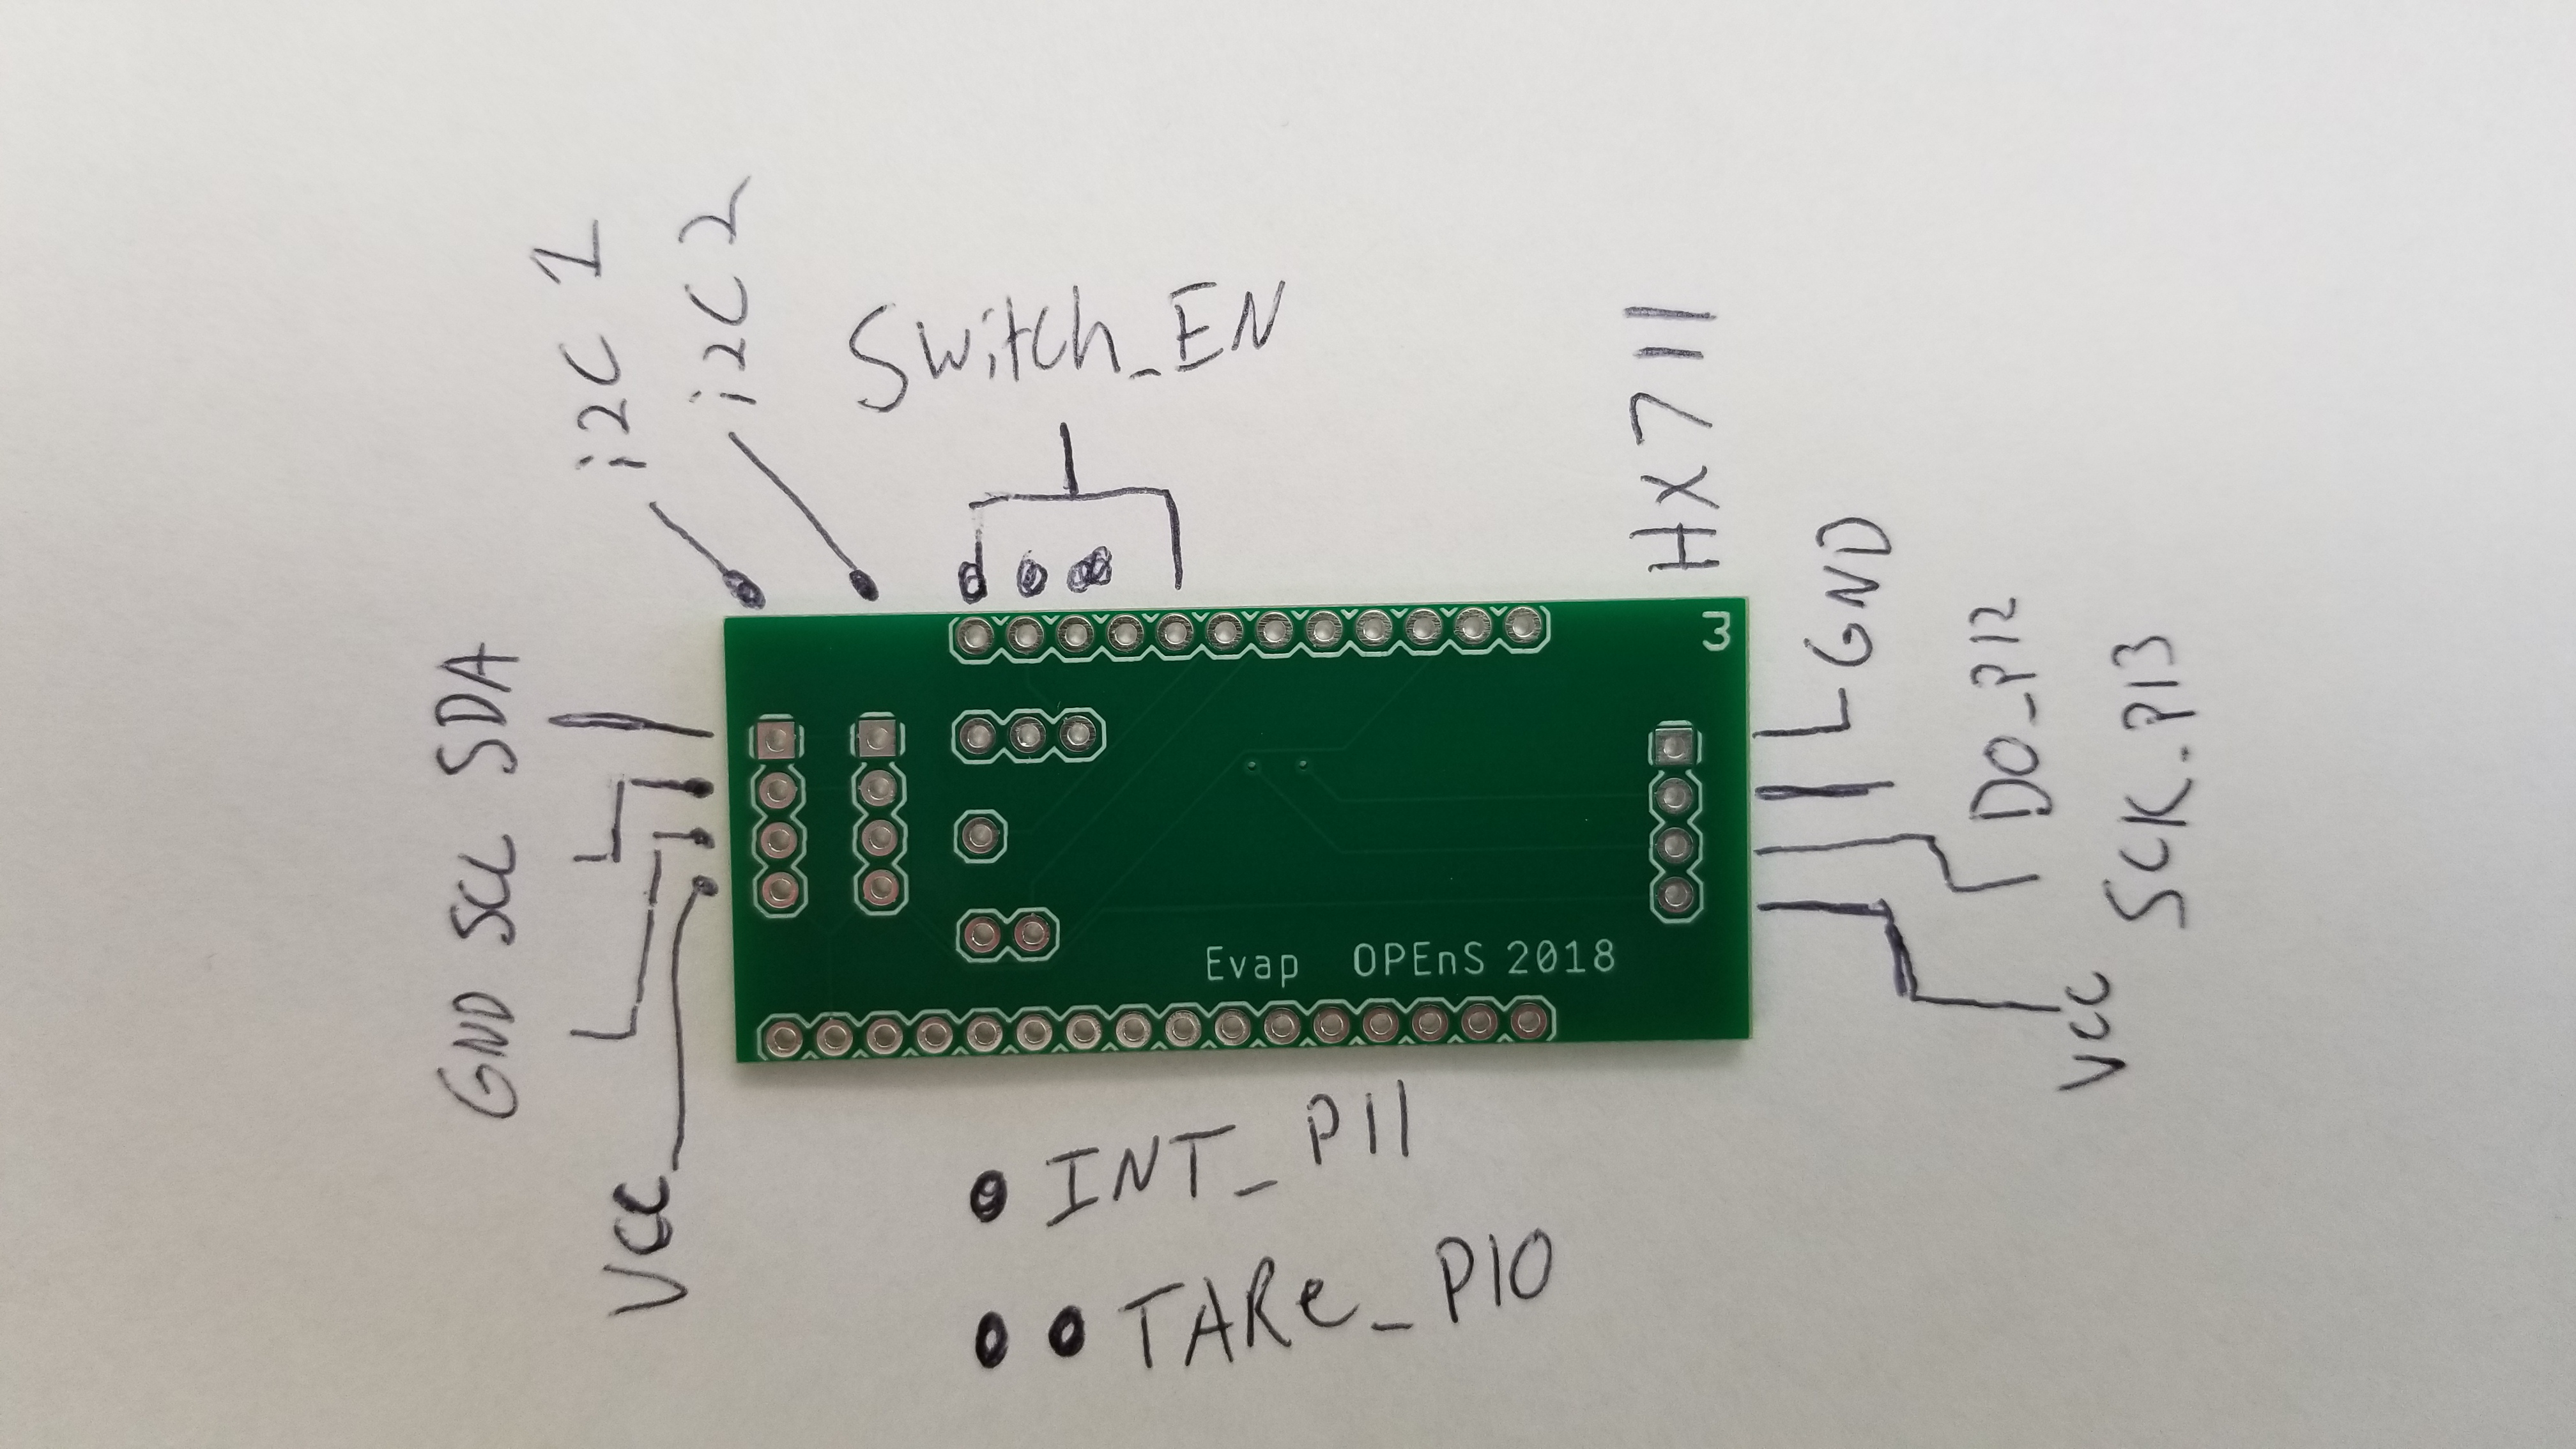 GND SCL SDA
VCC
i2C 1
i2C 2
Switch_EN
INT_P11
TARe_P10
Evap OPEnS 2018
3
HX711
GND
DO_P12
VCC
SCK_P13